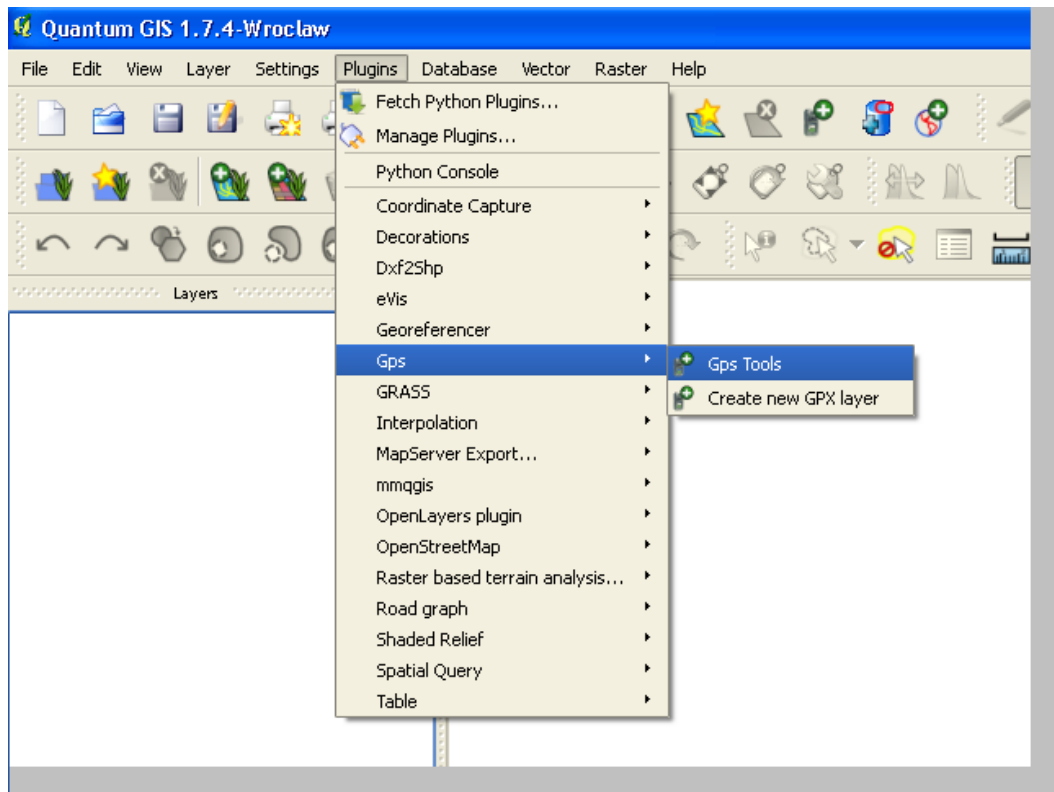 Quantum GIS 1.7.4-Wroclaw
File Edit View Layer Settings Plugins Database Vector Raster Help
Fetch Python Plugins...
Manage Plugins...
Python Console
Coordinate Capture
Decorations
Dxf2Shp
eVis
Layers
Georeferencer
Gps
Gps Tools
Create new GPX layer
GRASS
Interpolation
MapServer Export...
mmqgis
OpenLayers plugin
OpenStreetMap
Raster based terrain analysis...
Road graph
Shaded Relief
Spatial Query
Table